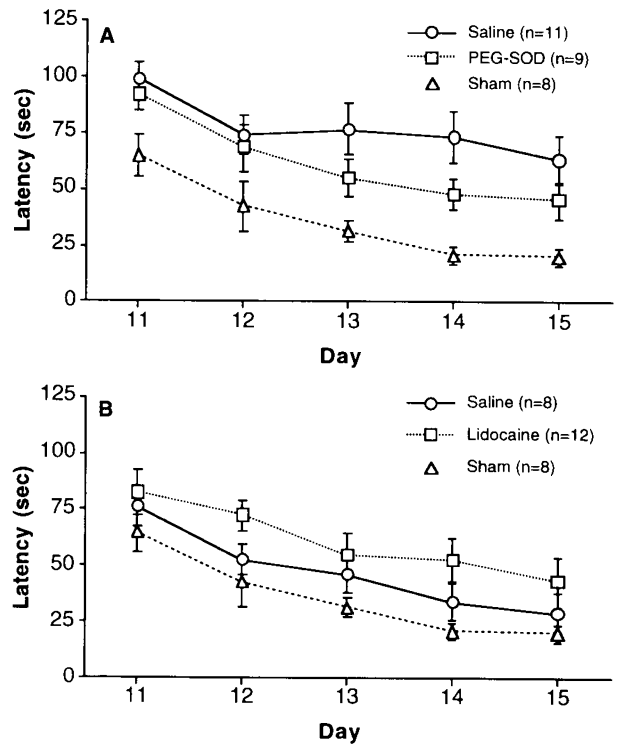 A
Saline (n=11)
PEG-SOD (n=9)
Sham (n=8)
125
100
75
50
25
0
Latency (sec)
11 12 13 14 15
Day
B
Saline (n=8)
Lidocaine (n=12)
Sham (n=8)
125
100
75
50
25
0
Latency (sec)
11 12 13 14 15
Day